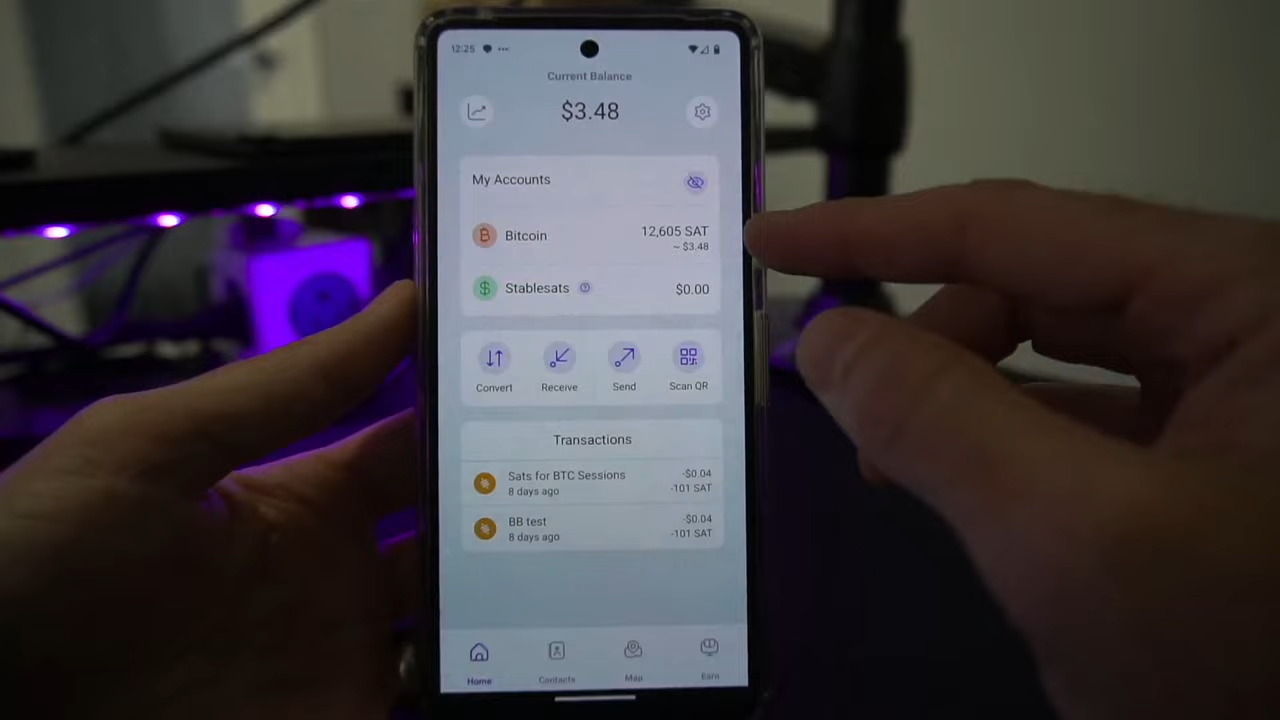 12:25
Current Balance
$3.48
My Accounts
Bitcoin
12,605 SAT
~ $3.48
Stablesats
$0.00
Convert Receive Send Scan QR
Transactions
Sats for BTC Sessions -$0.04
8 days ago -101 SAT
BB test -$0.04
8 days ago -101 SAT
Home Contacts Map Earn